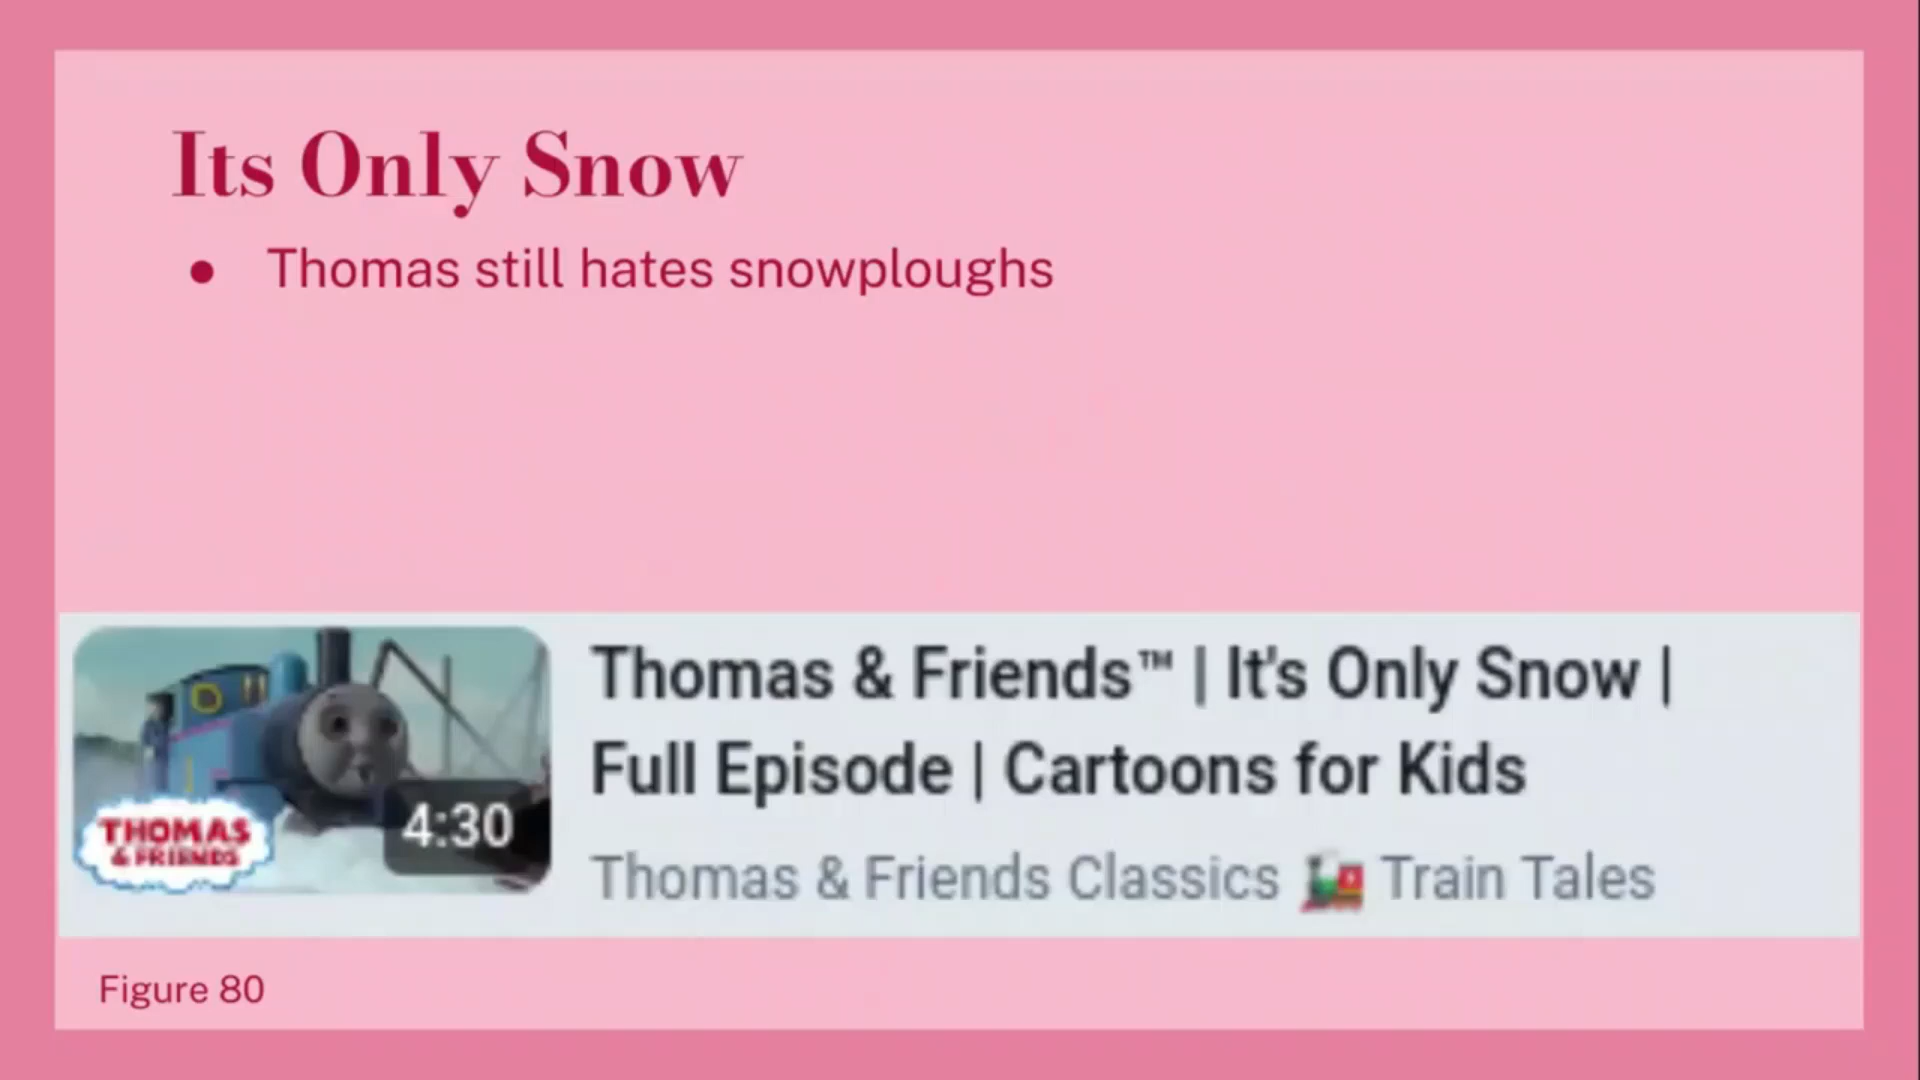 Its Only Snow
● Thomas still hates snowploughs
Thomas & Friends™ | It's Only Snow |
Full Episode | Cartoons for Kids
4:30
THOMAS
& FRIENDS
Thomas & Friends Classics 🚂 Train Tales
Figure 80